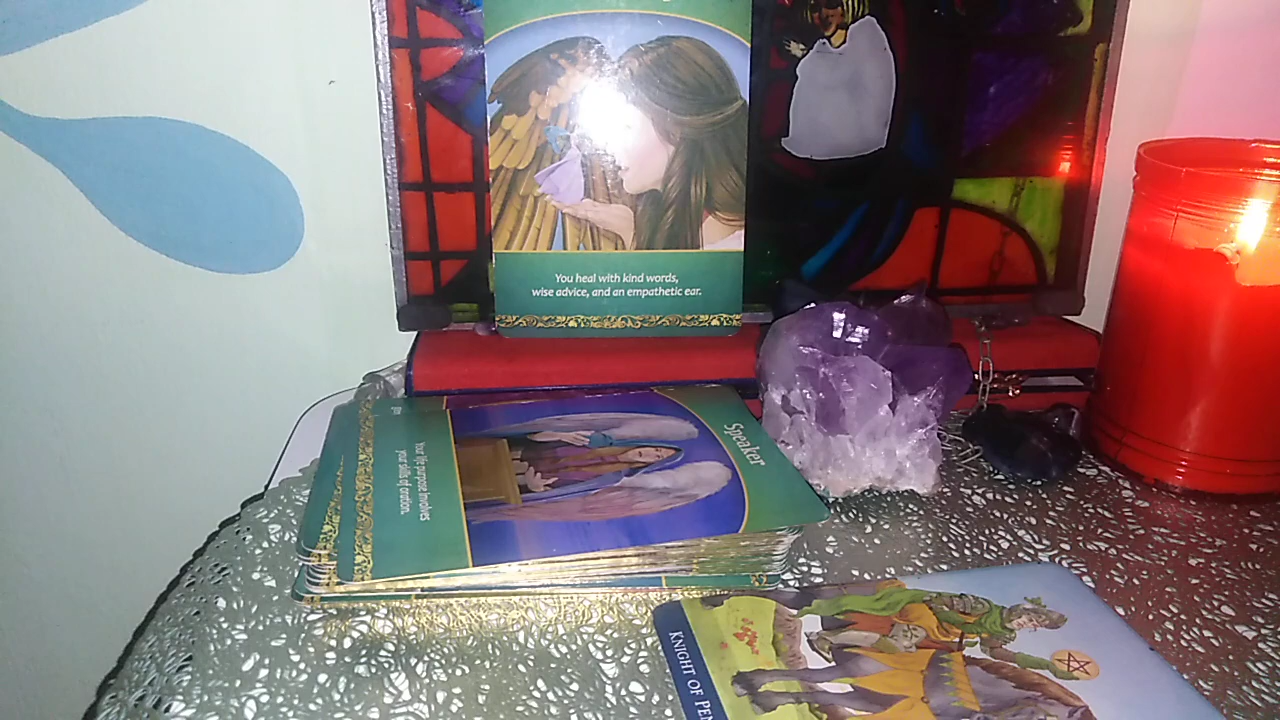 You heal with kind words,
wise advice, and an empathetic ear.
Speaker
Your life purpose involves
your skills of oration.
KNIGHT OF PEN